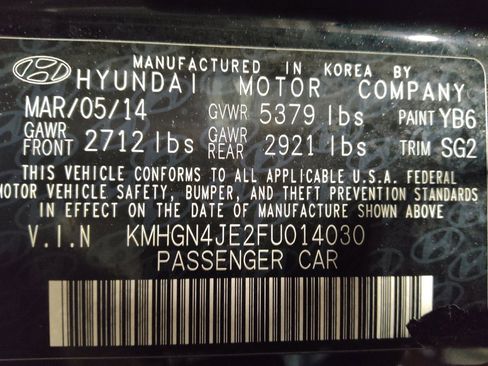 MANUFACTURED IN KOREA BY
HYUNDAI MOTOR COMPANY
MAR/05/14 GVWR 5379 lbs PAINT YB6
GAWR FRONT 2712 lbs GAWR REAR 2921 lbs TRIM SG2
THIS VEHICLE CONFORMS TO ALL APPLICABLE U.S.A. FEDERAL
MOTOR VEHICLE SAFETY, BUMPER, AND THEFT PREVENTION STANDARDS
IN EFFECT ON THE DATE OF MANUFACTURE SHOWN ABOVE
V.I.N KMHGN4JE2FU014030
PASSENGER CAR